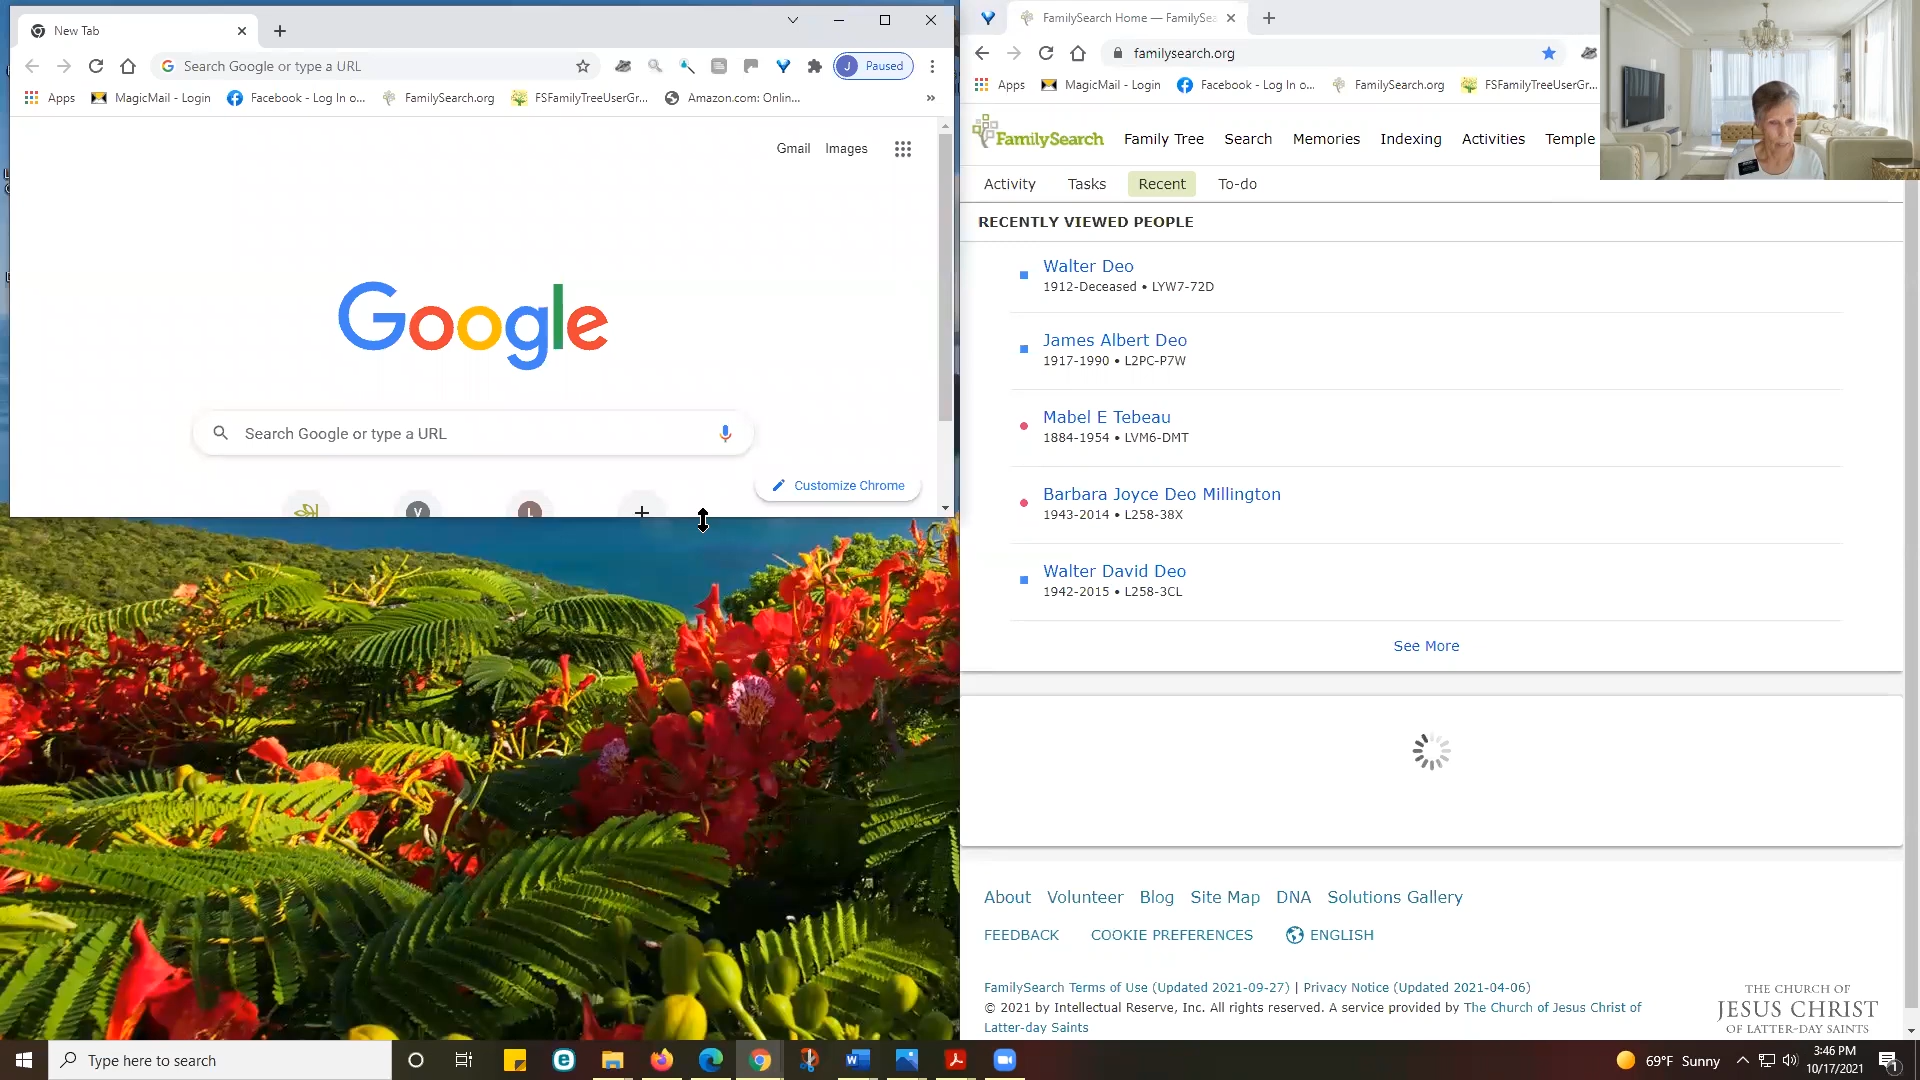 New Tab
Search Google or type a URL
Paused
J
Apps
MagicMail - Login
Facebook - Log In o...
FamilySearch.org
FSFamilyTreeUserGr...
Amazon.com: Onlin...
Gmail
Images
Google
Search Google or type a URL
Customize Chrome
V
L
FamilySearch Home — FamilySea
familysearch.org
Apps
MagicMail - Login
Facebook - Log In o...
FamilySearch.org
FSFamilyTreeUserGr...
FamilySearch
Family Tree
Search
Memories
Indexing
Activities
Temple
Activity
Tasks
Recent
To-do
RECENTLY VIEWED PEOPLE
Walter Deo
1912-Deceased • LYW7-72D
James Albert Deo
1917-1990 • L2PC-P7W
Mabel E Tebeau
1884-1954 • LVM6-DMT
Barbara Joyce Deo Millington
1943-2014 • L258-38X
Walter David Deo
1942-2015 • L258-3CL
See More
About Volunteer Blog Site Map DNA Solutions Gallery
FEEDBACK COOKIE PREFERENCES ENGLISH
FamilySearch Terms of Use (Updated 2021-09-27) | Privacy Notice (Updated 2021-04-06)
© 2021 by Intellectual Reserve, Inc. All rights reserved. A service provided by The Church of Jesus Christ of
Latter-day Saints
THE CHURCH OF
JESUS CHRIST
OF LATTER-DAY SAINTS
Type here to search
69°F Sunny
3:46 PM
10/17/2021
1